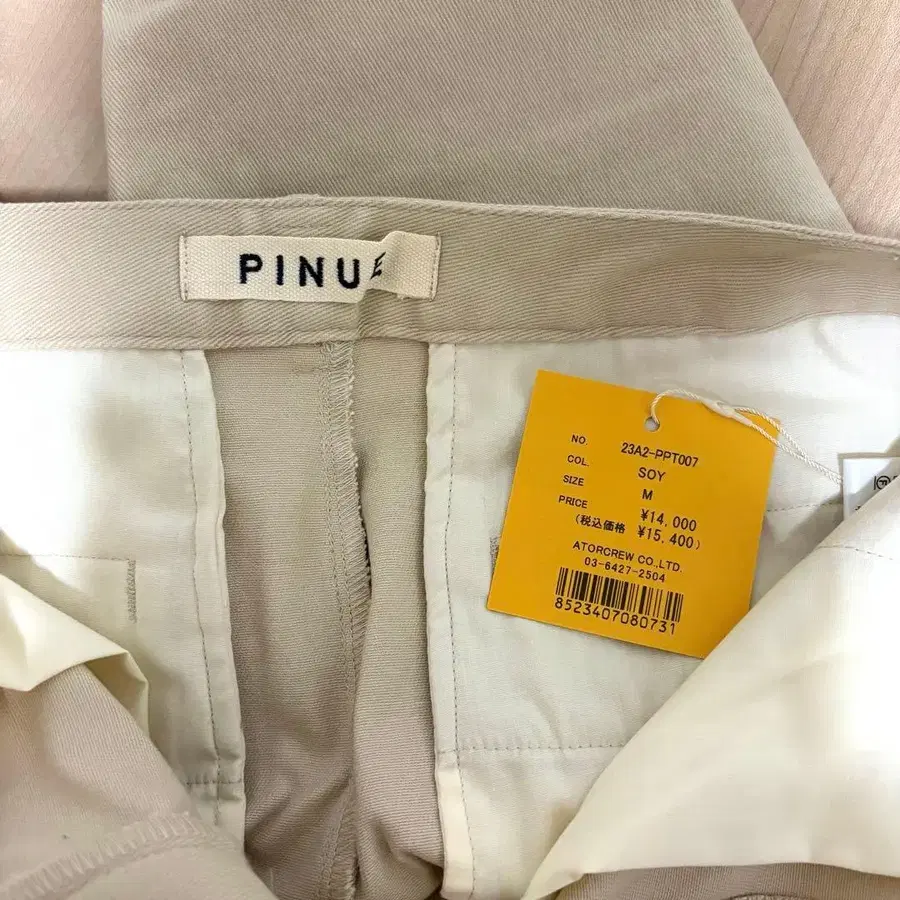 PINUE
NO. 23A2-PPT007
COL. SOY
SIZE M
PRICE ¥14,000
(税込価格 ¥15,400)
ATORCREW CO.,LTD.
03-6427-2504
8523407080731